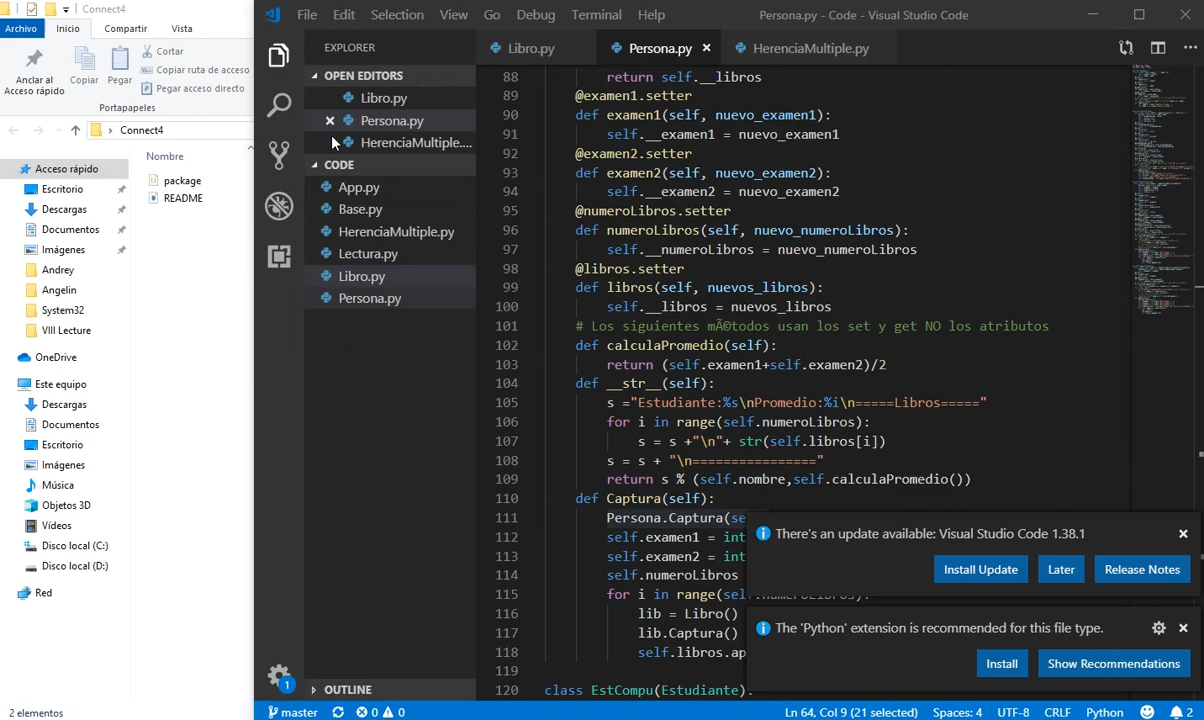 Connect4
Archivo Inicio Compartir Vista
Anclar al Acceso rápido
Copiar
Pegar
Cortar
Copiar ruta de acceso
Pegar acceso directo
Portapapeles
Connect4
Acceso rápido
Escritorio
Descargas
Documentos
Imágenes
Andrey
Angelin
System32
VIII Lecture
OneDrive
Este equipo
Descargas
Documentos
Escritorio
Imágenes
Música
Objetos 3D
Vídeos
Disco local (C:)
Disco local (D:)
Red
2 elementos
Nombre
package
README
File Edit Selection View Go Debug Terminal Help
Persona.py - Code - Visual Studio Code
EXPLORER
OPEN EDITORS
Libro.py
Persona.py
HerenciaMultiple....
CODE
App.py
Base.py
HerenciaMultiple.py
Lectura.py
Libro.py
Persona.py
OUTLINE
1
Libro.py Persona.py HerenciaMultiple.py
88 return self.__libros
89 @examen1.setter
90 def examen1(self, nuevo_examen1):
91 self.__examen1 = nuevo_examen1
92 @examen2.setter
93 def examen2(self, nuevo_examen2):
94 self.__examen2 = nuevo_examen2
95 @numeroLibros.setter
96 def numeroLibros(self, nuevo_numeroLibros):
97 self.__numeroLibros = nuevo_numeroLibros
98 @libros.setter
99 def libros(self, nuevos_libros):
100 self.__libros = nuevos_libros
101 # Los siguientes mÃ©todos usan los set y get NO los atributos
102 def calculaPromedio(self):
103 return (self.examen1+self.examen2)/2
104 def __str__(self):
105 s ="Estudiante:%s\nPromedio:%i\n=====Libros====="
106 for i in range(self.numeroLibros):
107 s = s +"\n"+ str(self.libros[i])
108 s = s + "\n================"
109 return s % (self.nombre,self.calculaPromedio())
110 def Captura(self):
111 Persona.Captura(se
112 self.examen1 = int
113 self.examen2 = int
114 self.numeroLibros
115 for i in range(self.numeroLibros):
116 lib = Libro()
117 lib.Captura()
118 self.libros.ap
119
120 class EstCompu(Estudiante):
There's an update available: Visual Studio Code 1.38.1
Install Update Later Release Notes
The 'Python' extension is recommended for this file type.
Install Show Recommendations
master 0 0 Ln 64, Col 9 (21 selected) Spaces: 4 UTF-8 CRLF Python 2